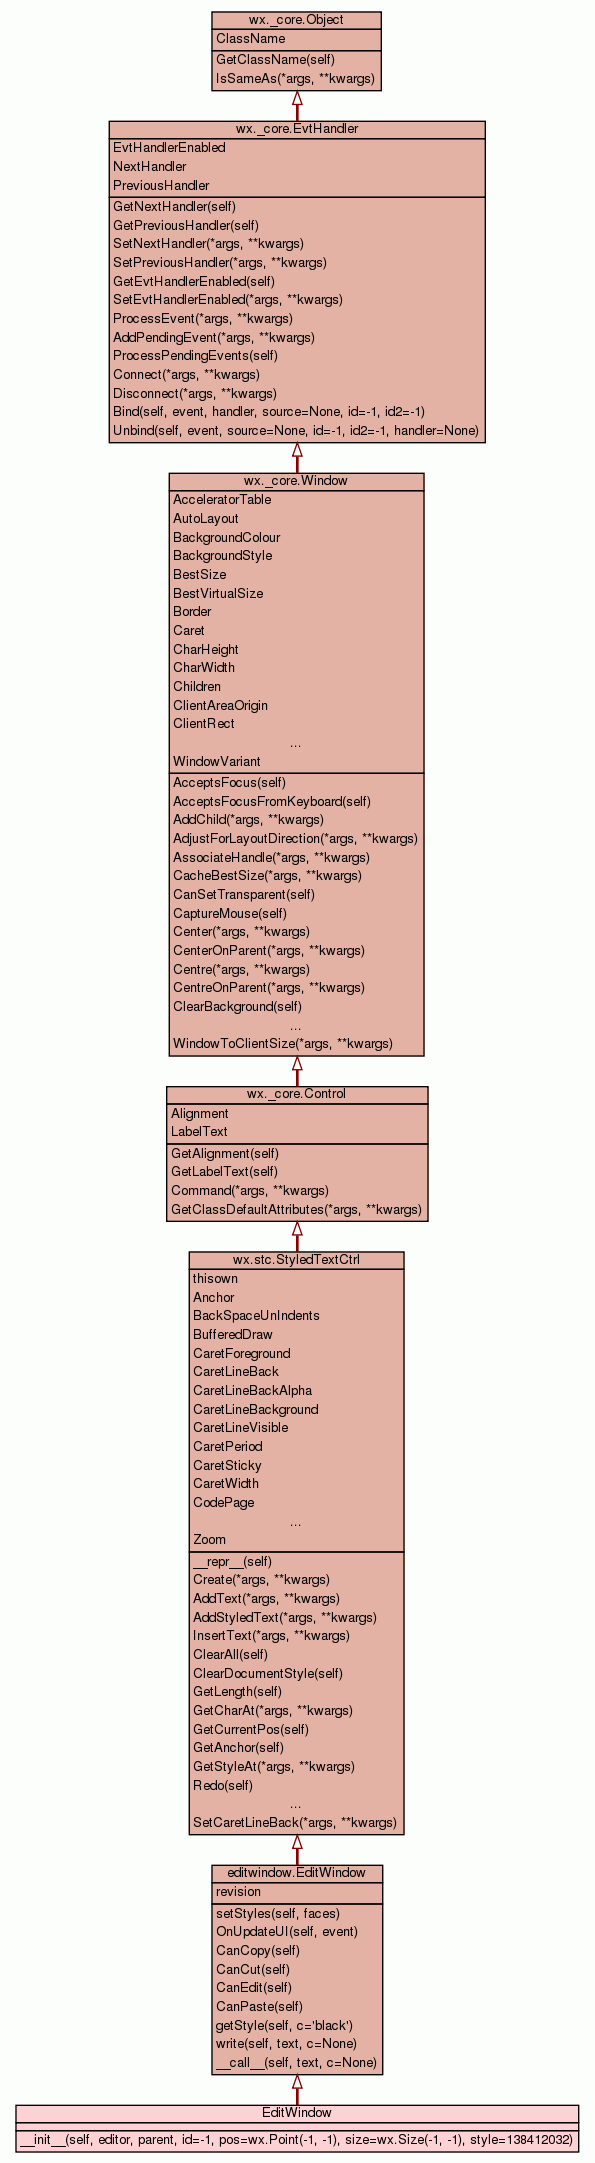 wx._core.Object
ClassName
GetClassName(self)
IsSameAs(*args, **kwargs)
wx._core.EvtHandler
EvtHandlerEnabled
NextHandler
PreviousHandler
GetNextHandler(self)
GetPreviousHandler(self)
SetNextHandler(*args, **kwargs)
SetPreviousHandler(*args, **kwargs)
GetEvtHandlerEnabled(self)
SetEvtHandlerEnabled(*args, **kwargs)
ProcessEvent(*args, **kwargs)
AddPendingEvent(*args, **kwargs)
ProcessPendingEvents(self)
Connect(*args, **kwargs)
Disconnect(*args, **kwargs)
Bind(self, event, handler, source=None, id=-1, id2=-1)
Unbind(self, event, source=None, id=-1, id2=-1, handler=None)
wx._core.Window
AcceleratorTable
AutoLayout
BackgroundColour
BackgroundStyle
BestSize
BestVirtualSize
Border
Caret
CharHeight
CharWidth
Children
ClientAreaOrigin
ClientRect
...
WindowVariant
AcceptsFocus(self)
AcceptsFocusFromKeyboard(self)
AddChild(*args, **kwargs)
AdjustForLayoutDirection(*args, **kwargs)
AssociateHandle(*args, **kwargs)
CacheBestSize(*args, **kwargs)
CanSetTransparent(self)
CaptureMouse(self)
Center(*args, **kwargs)
CenterOnParent(*args, **kwargs)
Centre(*args, **kwargs)
CentreOnParent(*args, **kwargs)
ClearBackground(self)
...
WindowToClientSize(*args, **kwargs)
wx._core.Control
Alignment
LabelText
GetAlignment(self)
GetLabelText(self)
Command(*args, **kwargs)
GetClassDefaultAttributes(*args, **kwargs)
wx.stc.StyledTextCtrl
thisown
Anchor
BackSpaceUnIndents
BufferedDraw
CaretForeground
CaretLineBack
CaretLineBackAlpha
CaretLineBackground
CaretLineVisible
CaretPeriod
CaretSticky
CaretWidth
CodePage
...
Zoom
__repr__(self)
Create(*args, **kwargs)
AddText(*args, **kwargs)
AddStyledText(*args, **kwargs)
InsertText(*args, **kwargs)
ClearAll(self)
ClearDocumentStyle(self)
GetLength(self)
GetCharAt(*args, **kwargs)
GetCurrentPos(self)
GetAnchor(self)
GetStyleAt(*args, **kwargs)
Redo(self)
...
SetCaretLineBack(*args, **kwargs)
editwindow.EditWindow
revision
setStyles(self, faces)
OnUpdateUI(self, event)
CanCopy(self)
CanCut(self)
CanEdit(self)
CanPaste(self)
getStyle(self, c='black')
write(self, text, c=None)
__call__(self, text, c=None)
EditWindow
__init__(self, editor, parent, id=-1, pos=wx.Point(-1, -1), size=wx.Size(-1, -1), style=138412032)